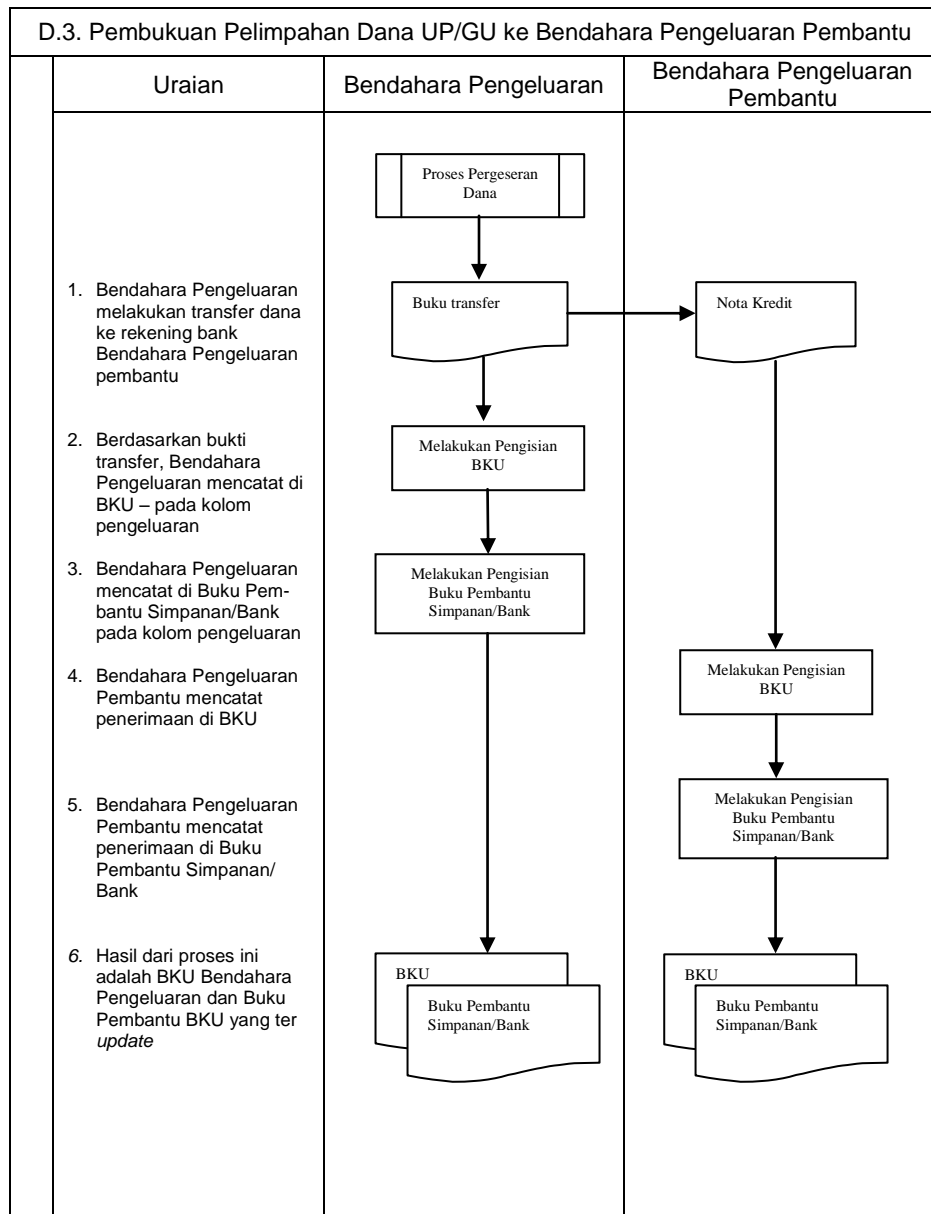 D.3. Pembukuan Pelimpahan Dana UP/GU ke Bendahara Pengeluaran Pembantu
Uraian
Bendahara Pengeluaran
Bendahara Pengeluaran
Pembantu
Proses Pergeseran
Dana
1. Bendahara Pengeluaran
melakukan transfer dana
ke rekening bank
Bendahara Pengeluaran
pembantu
Buku transfer
Nota Kredit
2. Berdasarkan bukti
transfer, Bendahara
Pengeluaran mencatat di
BKU – pada kolom
pengeluaran
Melakukan Pengisian
BKU
3. Bendahara Pengeluaran
mencatat di Buku Pem-
bantu Simpanan/Bank
pada kolom pengeluaran
Melakukan Pengisian
Buku Pembantu
Simpanan/Bank
4. Bendahara Pengeluaran
Pembantu mencatat
penerimaan di BKU
Melakukan Pengisian
BKU
5. Bendahara Pengeluaran
Pembantu mencatat
penerimaan di Buku
Pembantu Simpanan/
Bank
Melakukan Pengisian
Buku Pembantu
Simpanan/Bank
6. Hasil dari proses ini
adalah BKU Bendahara
Pengeluaran dan Buku
Pembantu BKU yang ter
update
BKU
Buku Pembantu
Simpanan/Bank
BKU
Buku Pembantu
Simpanan/Bank